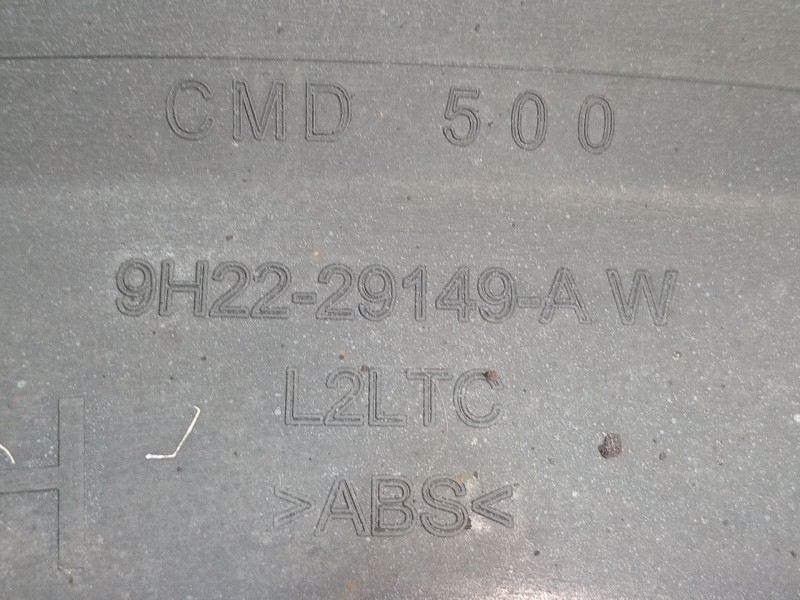 CMD 500
9H22-29149-A W
L2LTC
>ABS<
H